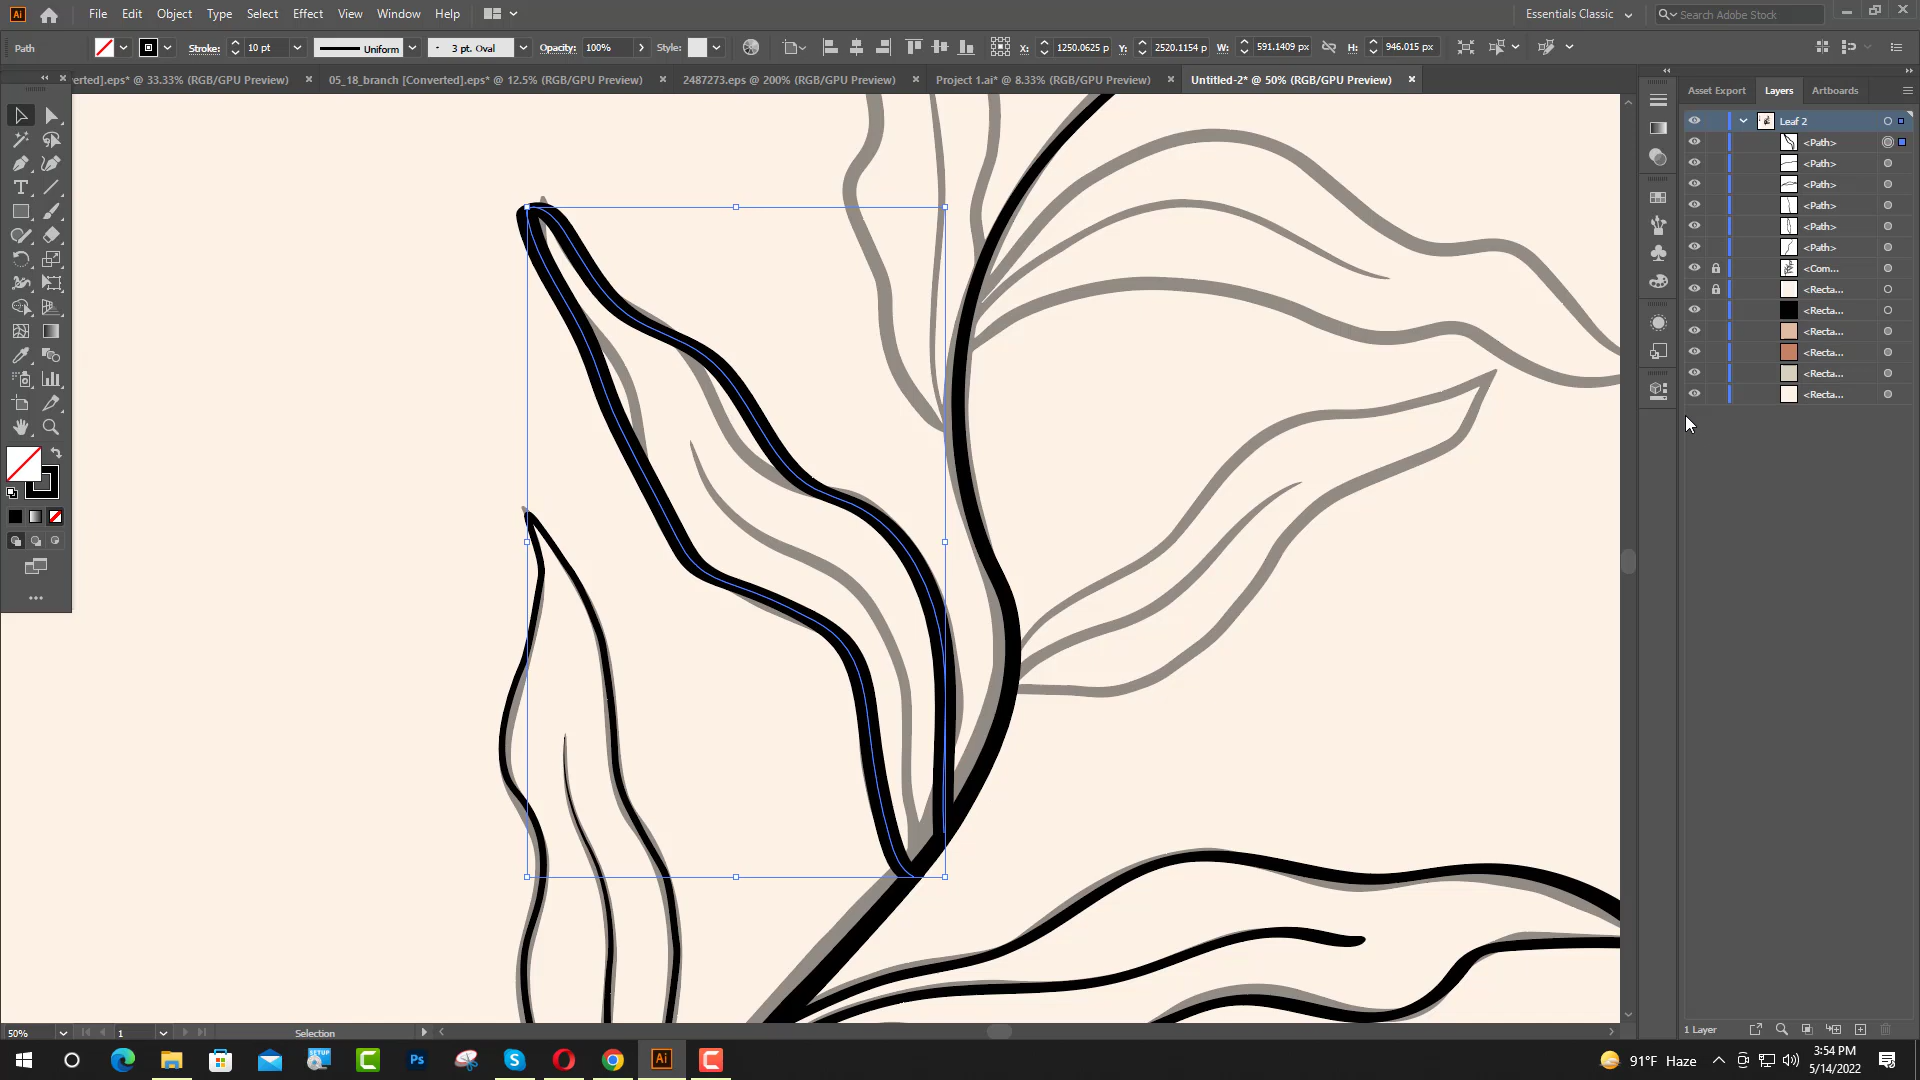 Ai File Edit Object Type Select Effect View Window Help Essentials Classic Search Adobe Stock
Path Stroke: 10 pt Uniform 3 pt. Oval Opacity: 100% Style: X: 1250.0625 p Y: 2520.1154 p W: 591.1409 px H: 946.015 px
erted].eps* @ 33.33% (RGB/GPU Preview) 05_18_branch [Converted].eps* @ 12.5% (RGB/GPU Preview) 2487273.eps @ 200% (RGB/GPU Preview) Project 1.ai* @ 8.33% (RGB/GPU Preview) Untitled-2* @ 50% (RGB/GPU Preview)
Asset Export Layers Artboards
Leaf 2
<Path>
<Path>
<Path>
<Path>
<Path>
<Path>
<Com...
<Recta...
<Recta...
<Recta...
<Recta...
<Recta...
<Recta...
50% 1 Selection 1 Layer
SETUP C Ps S Ai C 91°F Haze 3:54 PM
5/14/2022